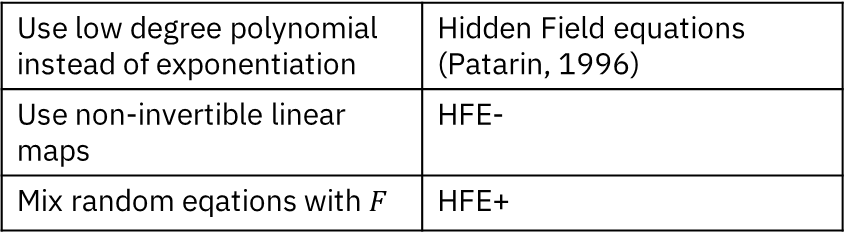 Use low degree polynomial
instead of exponentiation
Hidden Field equations
(Patarin, 1996)
Use non-invertible linear
maps
HFE-
Mix random eqations with F
HFE+